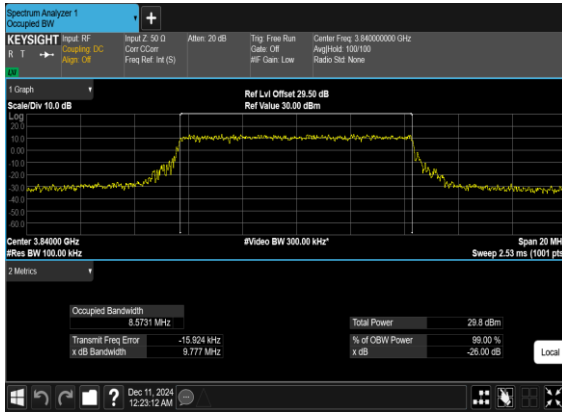 Spectrum Analyzer 1
Occupied BW
+
KEYSIGHT
R T
LXI
Input: RF
Coupling: DC
Align: Off
Input Z: 50 Ω
Corr CCorr
Freq Ref: Int (S)
Atten: 20 dB
Trig: Free Run
Gate: Off
#IF Gain: Low
Center Freq: 3.840000000 GHz
Avg|Hold: 100/100
Radio Std: None
1 Graph
Scale/Div 10.0 dB
Ref Lvl Offset 29.50 dB
Ref Value 30.00 dBm
Log
20.0
10.0
0.00
-10.0
-20.0
-30.0
-40.0
-50.0
-60.0
Center 3.84000 GHz
#Video BW 300.00 kHz*
Span 20 MH
#Res BW 100.00 kHz
Sweep 2.53 ms (1001 pts
2 Metrics
Occupied Bandwidth
8.5731 MHz
Total Power 29.8 dBm
Transmit Freq Error -15.924 kHz
% of OBW Power 99.00 %
x dB Bandwidth 9.777 MHz
x dB -26.00 dB
Local
?
Dec 11, 2024
12:23:12 AM